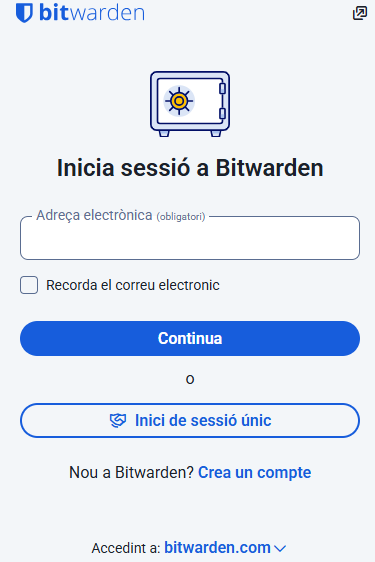 bitwarden
Inicia sessió a Bitwarden
Adreça electrònica (obligatori)
Recorda el correu electronic
Continua
o
Inici de sessió únic
Nou a Bitwarden? Crea un compte
Accedint a: bitwarden.com